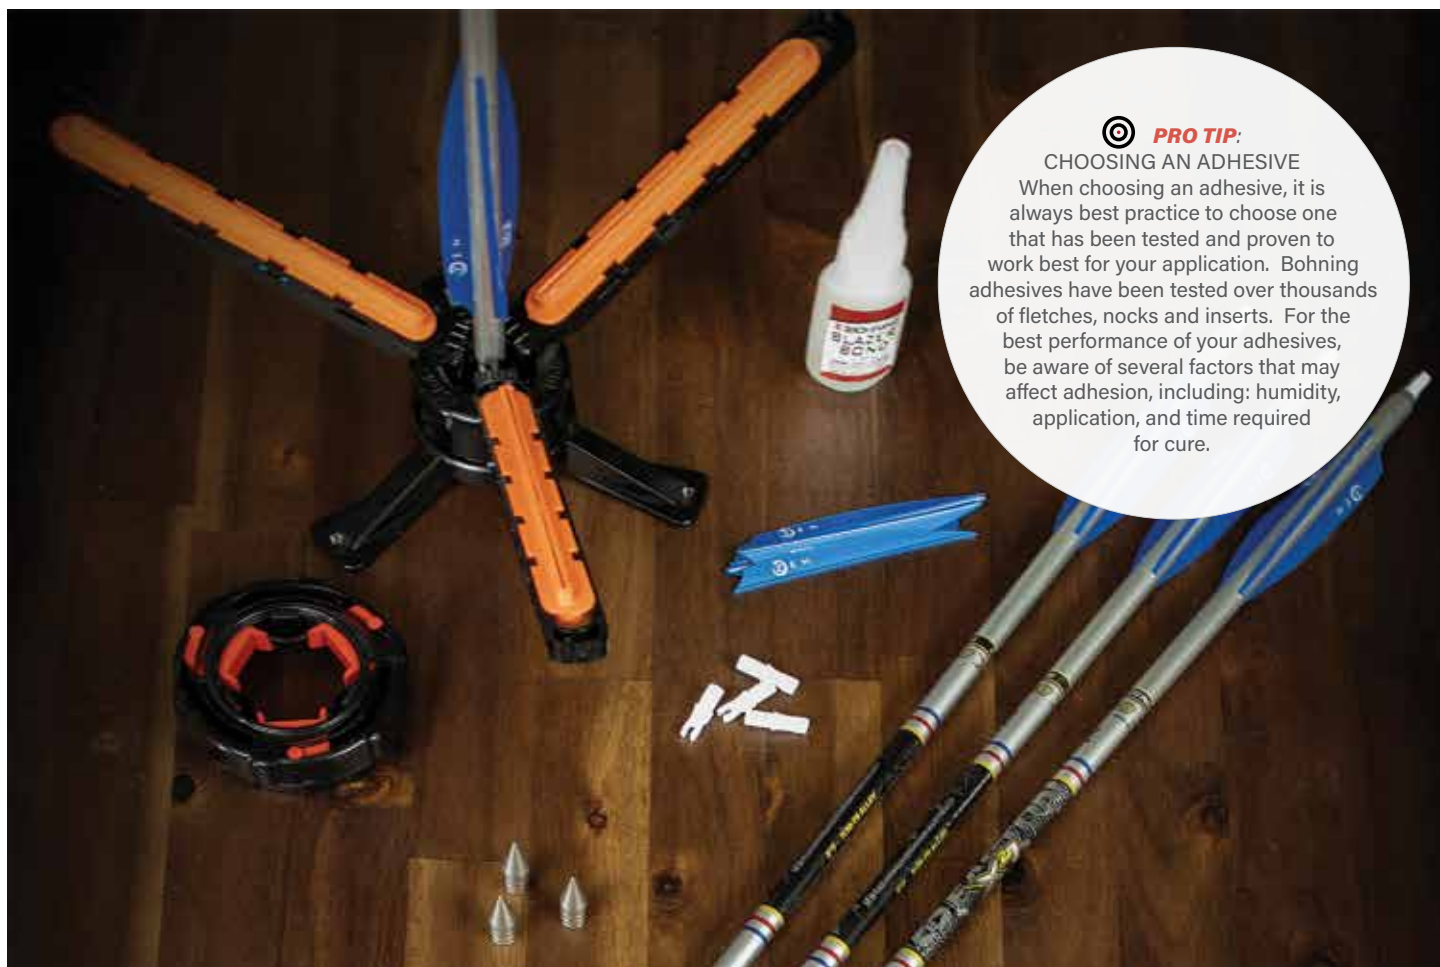 PRO TIP:
CHOOSING AN ADHESIVE
When choosing an adhesive, it is
always best practice to choose one
that has been tested and proven to
work best for your application. Bohning
adhesives have been tested over thousands
of fletches, nocks and inserts. For the
best performance of your adhesives,
be aware of several factors that may
affect adhesion, including: humidity,
application, and time required
for cure.
BOHNING
BLAZER
BOND